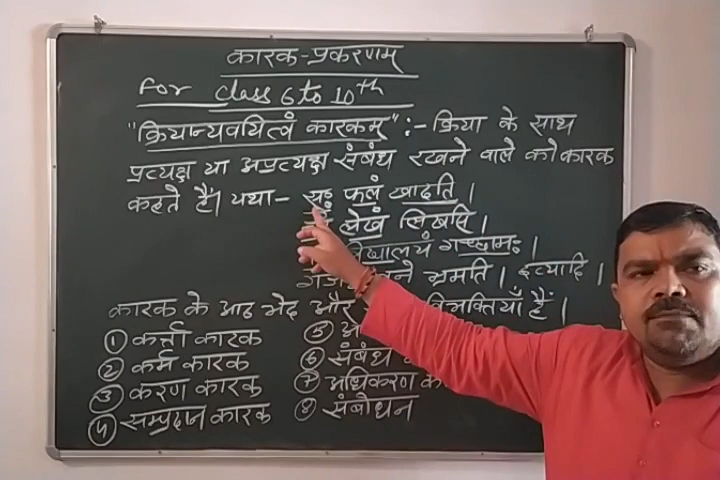 कारक-प्रकरणम्
For Class 6 to 10th
"क्रियान्वयित्वं कारकम्" :- क्रिया के साथ
प्रत्यक्ष या अप्रत्यक्ष संबंध रखने वाले को कारक
कहते हैं। यथा- सः फलं खादति ।
लेखं लिखति ।
गच्छामः ।
भ्रमति । इत्यादि ।
कारक के आठ भेद और विभक्तियाँ हैं ।
① कर्त्ता कारक
② कर्म कारक
③ करण कारक
④ सम्प्रदान कारक
⑤
⑥ संबंध
⑦ अधिकरण
⑧ संबोधन